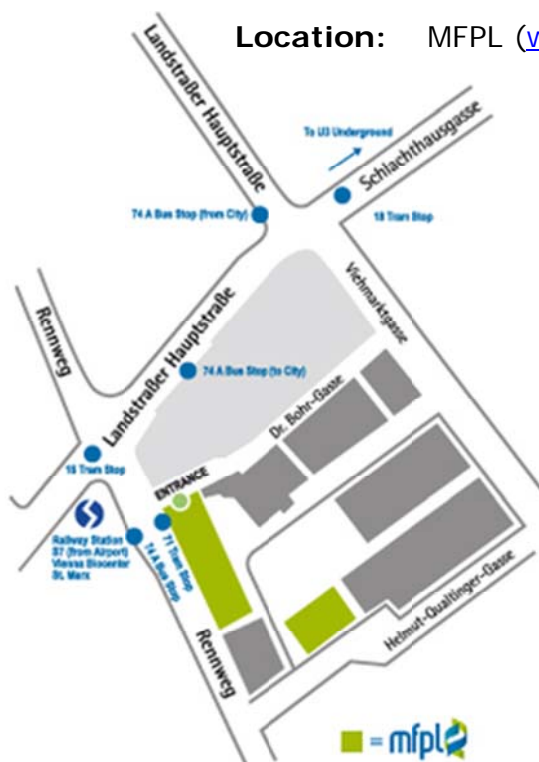 Location: MFPL (w
Landstraßer Hauptstraße
To U3 Underground
Schlachthausgasse
74 A Bus Stop (from City)
18 Tram Stop
Viehmarktgasse
Rennweg
Landstraßer Hauptstraße
74 A Bus Stop (to City)
Dr. Bohr-Gasse
18 Tram Stop
ENTRANCE
Railway Station
S7 (from Airport)
Vienna Biocenter
St. Marx
71 Tram Stop
74 A Bus Stop
Rennweg
Helmut-Qualtinger-Gasse
= mfpl